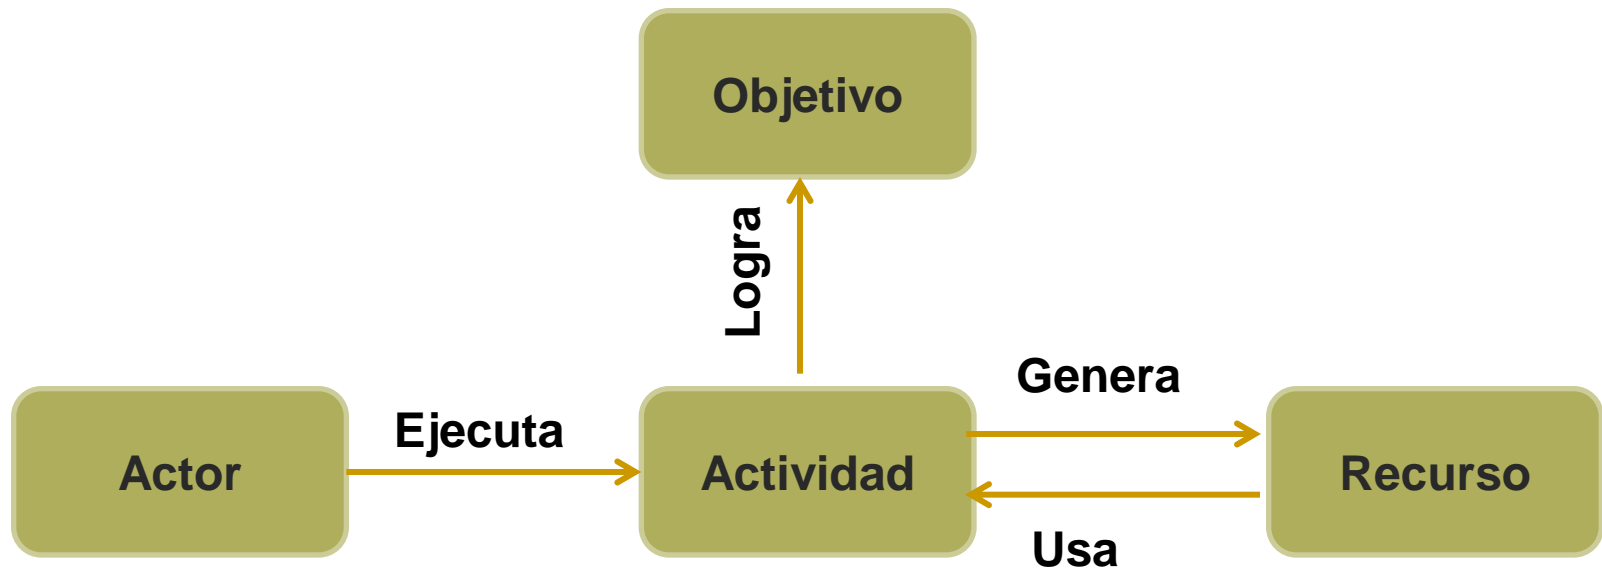 Objetivo
Logra
Genera
Ejecuta
Actor
Actividad
Recurso
Usa